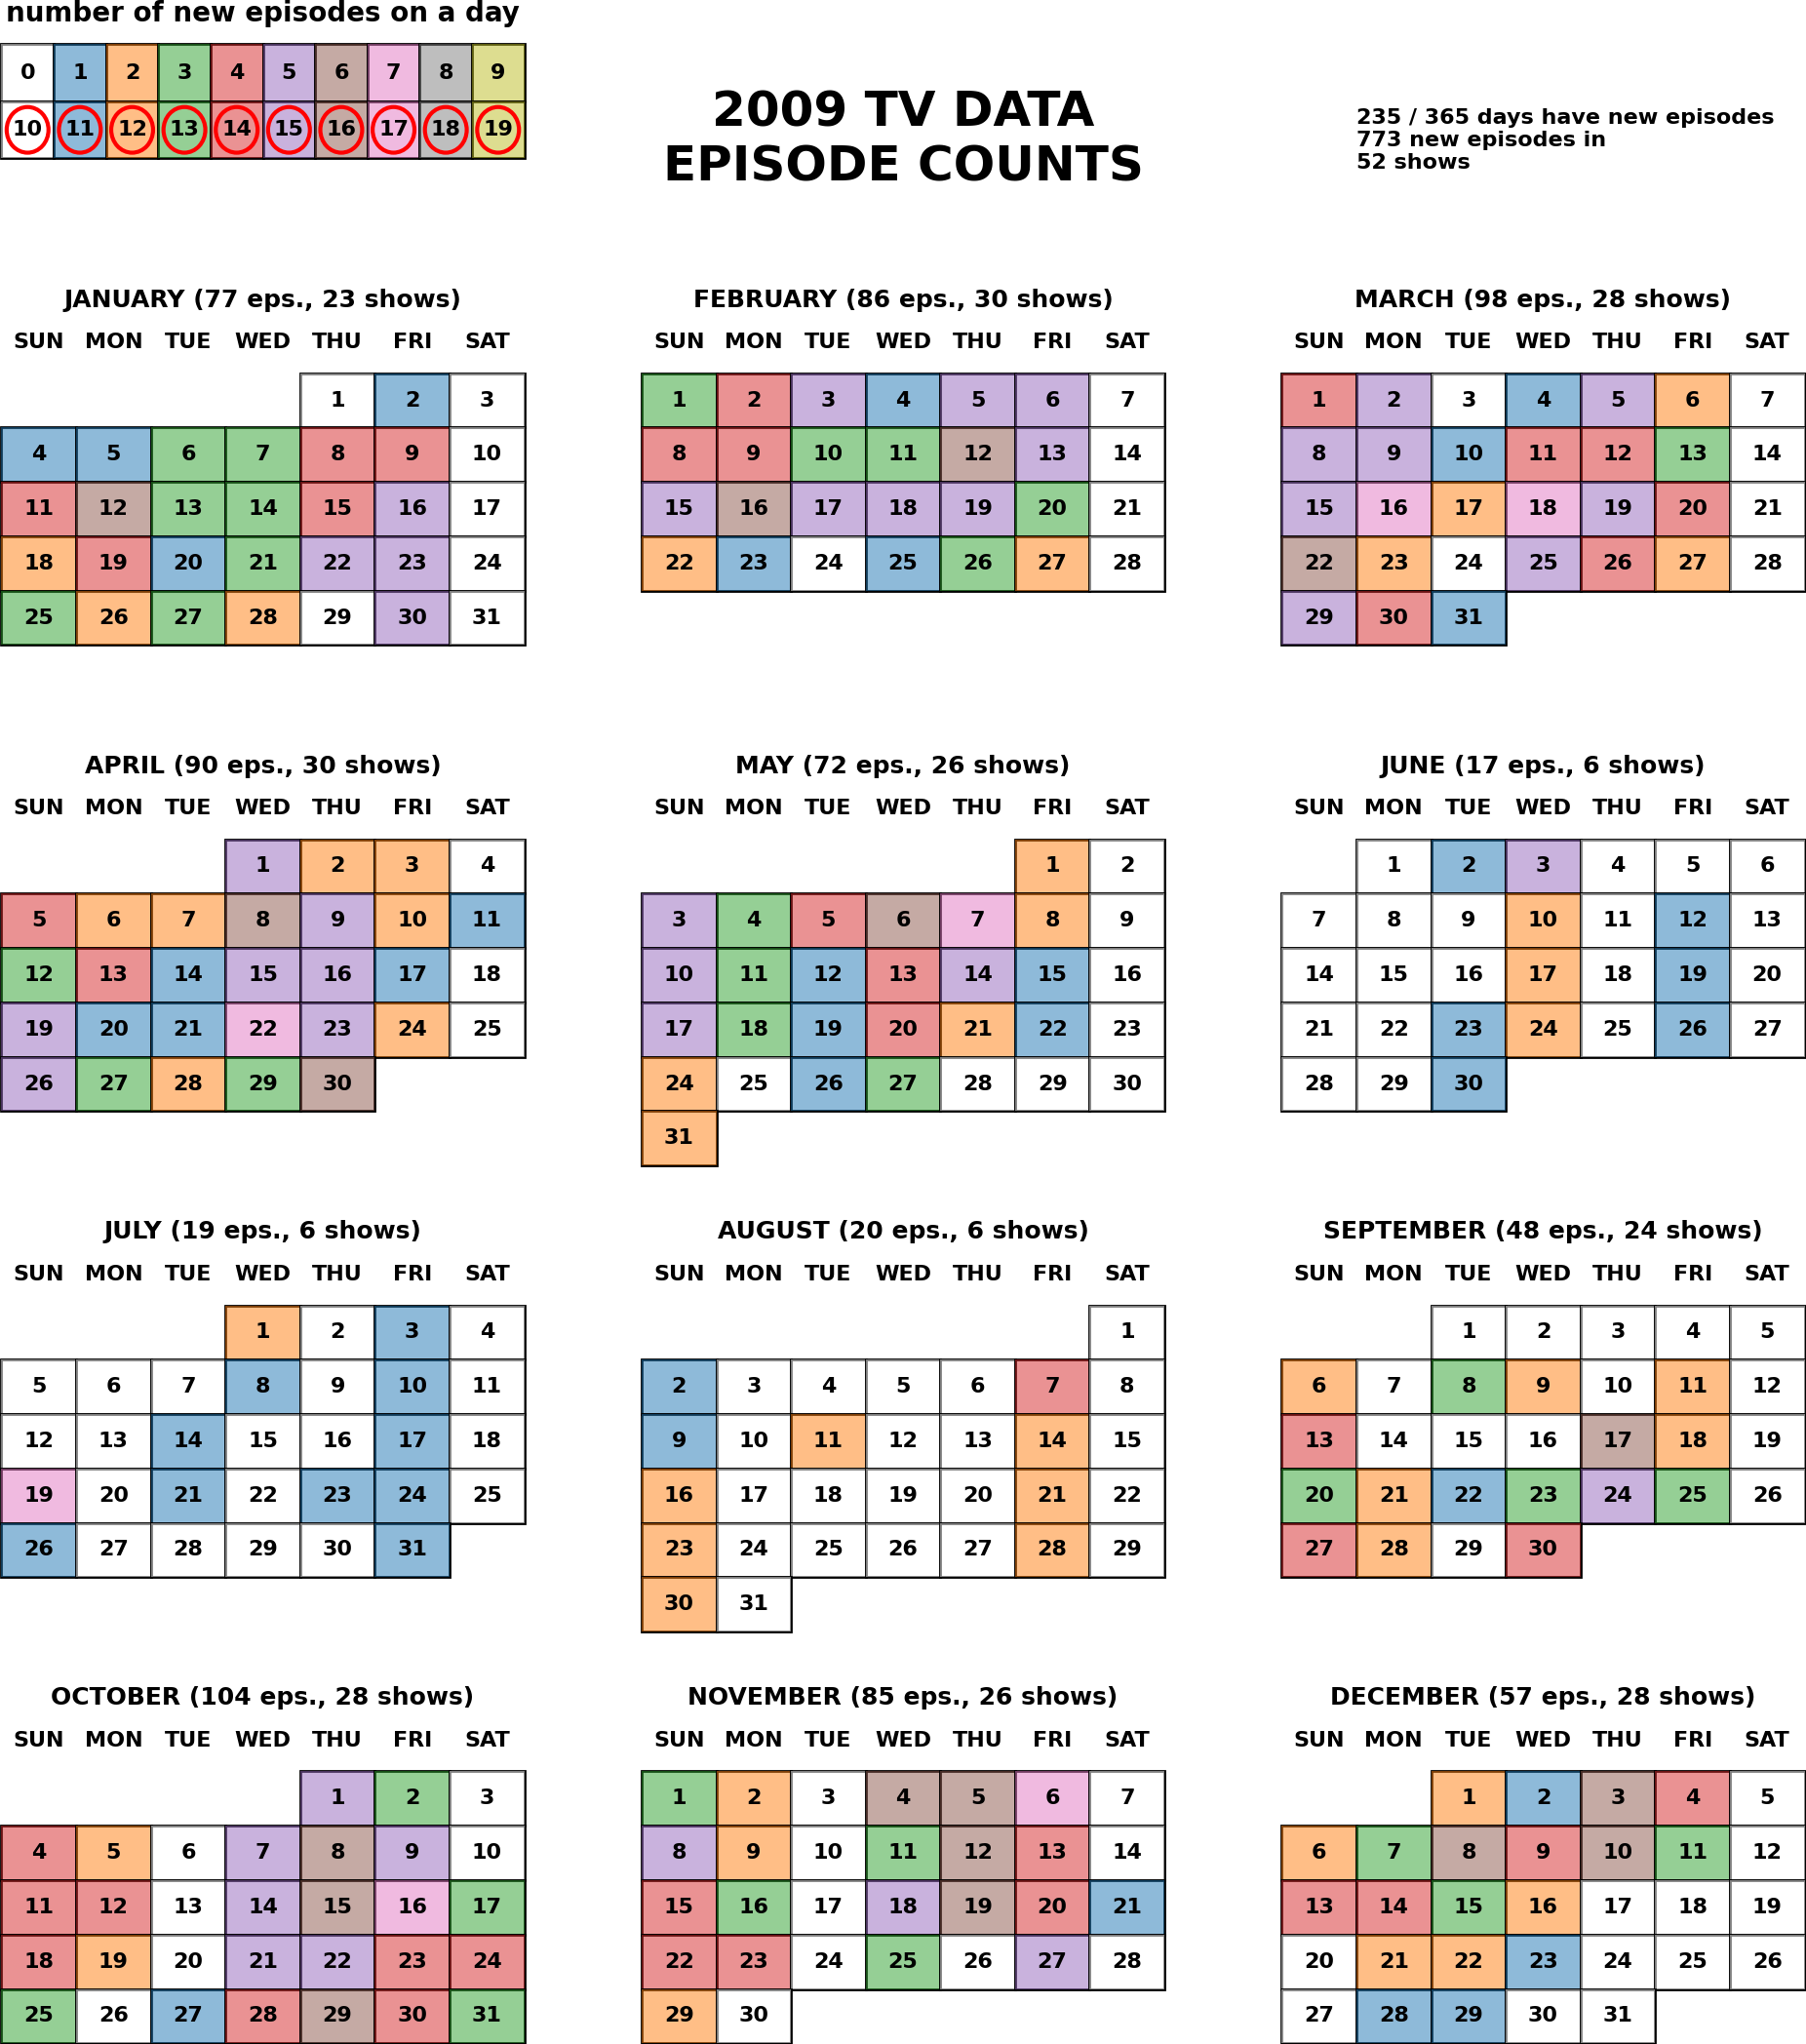 number of new episodes on a day
0 1 2 3 4 5 6 7 8 9
10 11 12 13 14 15 16 17 18 19
2009 TV DATA
EPISODE COUNTS
235 / 365 days have new episodes
773 new episodes in
52 shows
JANUARY (77 eps., 23 shows)
SUN MON TUE WED THU FRI SAT
1 2 3
4 5 6 7 8 9 10
11 12 13 14 15 16 17
18 19 20 21 22 23 24
25 26 27 28 29 30 31
FEBRUARY (86 eps., 30 shows)
SUN MON TUE WED THU FRI SAT
1 2 3 4 5 6 7
8 9 10 11 12 13 14
15 16 17 18 19 20 21
22 23 24 25 26 27 28
MARCH (98 eps., 28 shows)
SUN MON TUE WED THU FRI SAT
1 2 3 4 5 6 7
8 9 10 11 12 13 14
15 16 17 18 19 20 21
22 23 24 25 26 27 28
29 30 31
APRIL (90 eps., 30 shows)
SUN MON TUE WED THU FRI SAT
1 2 3 4
5 6 7 8 9 10 11
12 13 14 15 16 17 18
19 20 21 22 23 24 25
26 27 28 29 30
MAY (72 eps., 26 shows)
SUN MON TUE WED THU FRI SAT
1 2
3 4 5 6 7 8 9
10 11 12 13 14 15 16
17 18 19 20 21 22 23
24 25 26 27 28 29 30
31
JUNE (17 eps., 6 shows)
SUN MON TUE WED THU FRI SAT
1 2 3 4 5 6
7 8 9 10 11 12 13
14 15 16 17 18 19 20
21 22 23 24 25 26 27
28 29 30
JULY (19 eps., 6 shows)
SUN MON TUE WED THU FRI SAT
1 2 3 4
5 6 7 8 9 10 11
12 13 14 15 16 17 18
19 20 21 22 23 24 25
26 27 28 29 30 31
AUGUST (20 eps., 6 shows)
SUN MON TUE WED THU FRI SAT
1
2 3 4 5 6 7 8
9 10 11 12 13 14 15
16 17 18 19 20 21 22
23 24 25 26 27 28 29
30 31
SEPTEMBER (48 eps., 24 shows)
SUN MON TUE WED THU FRI SAT
1 2 3 4 5
6 7 8 9 10 11 12
13 14 15 16 17 18 19
20 21 22 23 24 25 26
27 28 29 30
OCTOBER (104 eps., 28 shows)
SUN MON TUE WED THU FRI SAT
1 2 3
4 5 6 7 8 9 10
11 12 13 14 15 16 17
18 19 20 21 22 23 24
25 26 27 28 29 30 31
NOVEMBER (85 eps., 26 shows)
SUN MON TUE WED THU FRI SAT
1 2 3 4 5 6 7
8 9 10 11 12 13 14
15 16 17 18 19 20 21
22 23 24 25 26 27 28
29 30
DECEMBER (57 eps., 28 shows)
SUN MON TUE WED THU FRI SAT
1 2 3 4 5
6 7 8 9 10 11 12
13 14 15 16 17 18 19
20 21 22 23 24 25 26
27 28 29 30 31